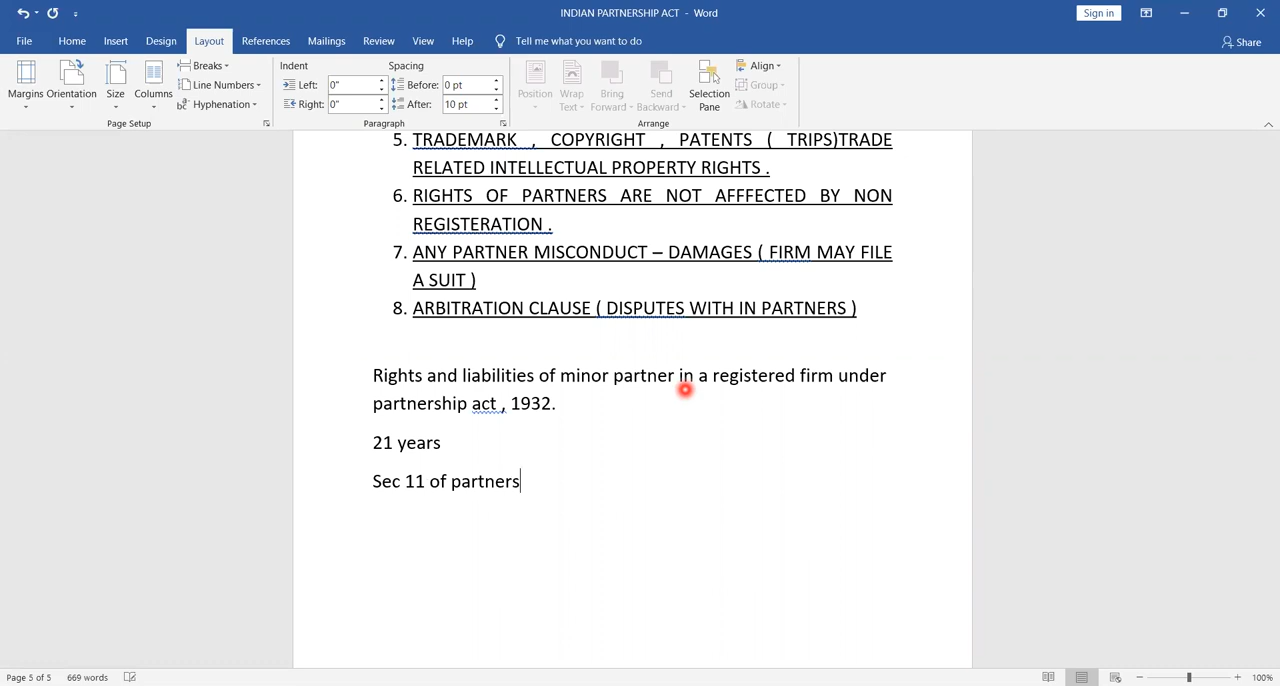 INDIAN PARTNERSHIP ACT - Word
Sign in
File Home Insert Design Layout References Mailings Review View Help Tell me what you want to do
Share
Margins Orientation Size Columns
Breaks
Line Numbers
Hyphenation
Page Setup
Indent
Left: 0"
Right: 0"
Spacing
Before: 0 pt
After: 10 pt
Paragraph
Position Wrap Text Bring Forward Send Backward Selection Pane
Align
Group
Rotate
Arrange
5. TRADEMARK , COPYRIGHT , PATENTS ( TRIPS)TRADE
RELATED INTELLECTUAL PROPERTY RIGHTS .
6. RIGHTS OF PARTNERS ARE NOT AFFFECTED BY NON
REGISTERATION .
7. ANY PARTNER MISCONDUCT – DAMAGES ( FIRM MAY FILE
A SUIT )
8. ARBITRATION CLAUSE ( DISPUTES WITH IN PARTNERS )
Rights and liabilities of minor partner in a registered firm under
partnership act , 1932.
21 years
Sec 11 of partners
Page 5 of 5 669 words
100%